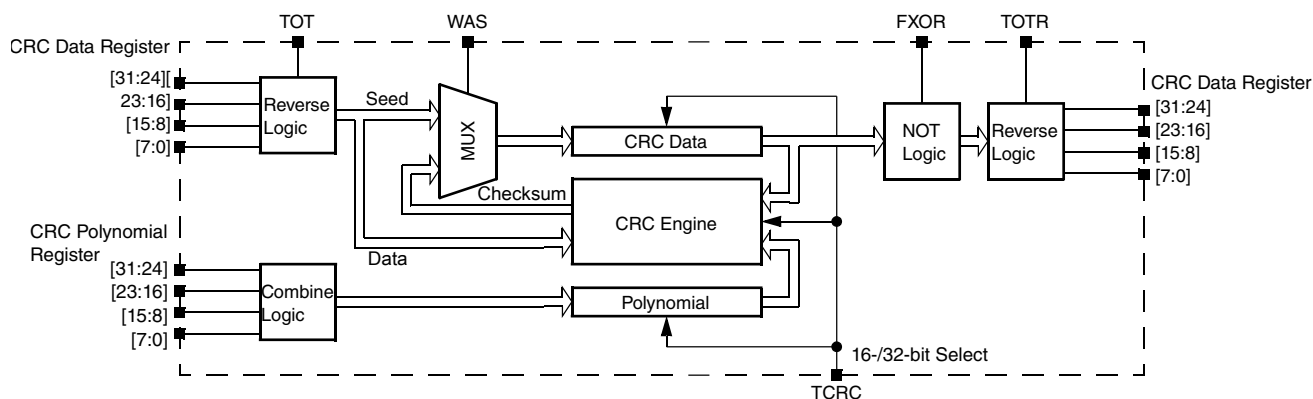 TOT
WAS
FXOR
TOTR
CRC Data Register
[31:24][
23:16]
[15:8]
[7:0]
Reverse
Logic
Seed
MUX
CRC Data
NOT
Logic
Reverse
Logic
CRC Data Register
[31:24]
[23:16]
[15:8]
[7:0]
Checksum
CRC Engine
Data
CRC Polynomial
Register
[31:24]
[23:16]
[15:8]
[7:0]
Combine
Logic
Polynomial
16-/32-bit Select
TCRC